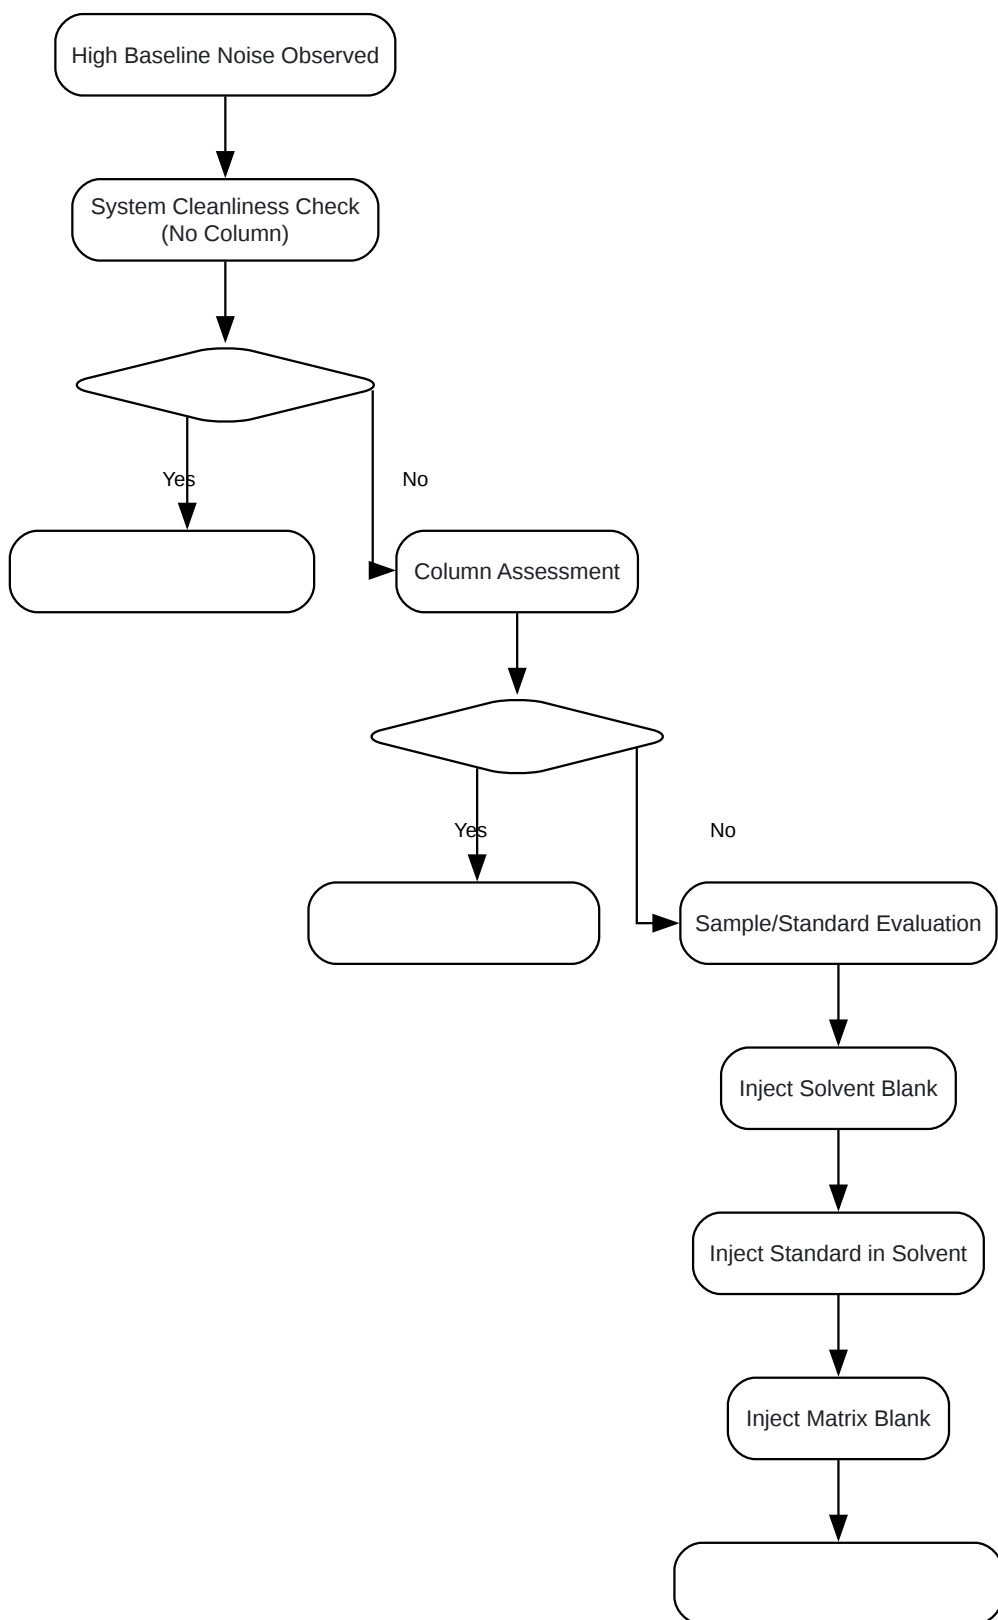 High Baseline Noise Observed
System Cleanliness Check
(No Column)
Yes
No
Column Assessment
Yes
No
Sample/Standard Evaluation
Inject Solvent Blank
Inject Standard in Solvent
Inject Matrix Blank